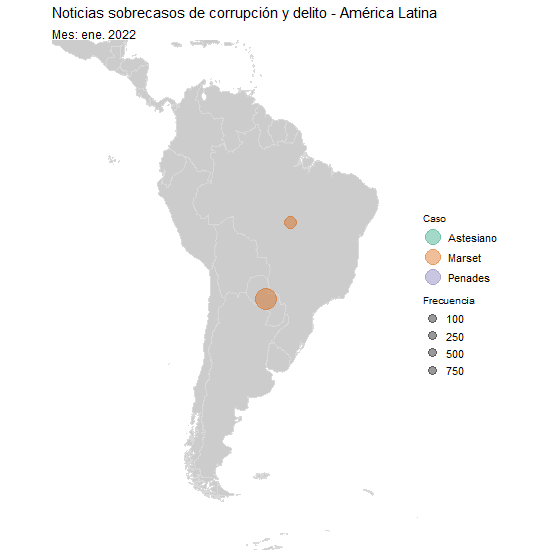 Noticias sobrecasos de corrupción y delito - América Latina
Mes: ene. 2022
Caso
Astesiano
Marset
Penades
Frecuencia
100
250
500
750